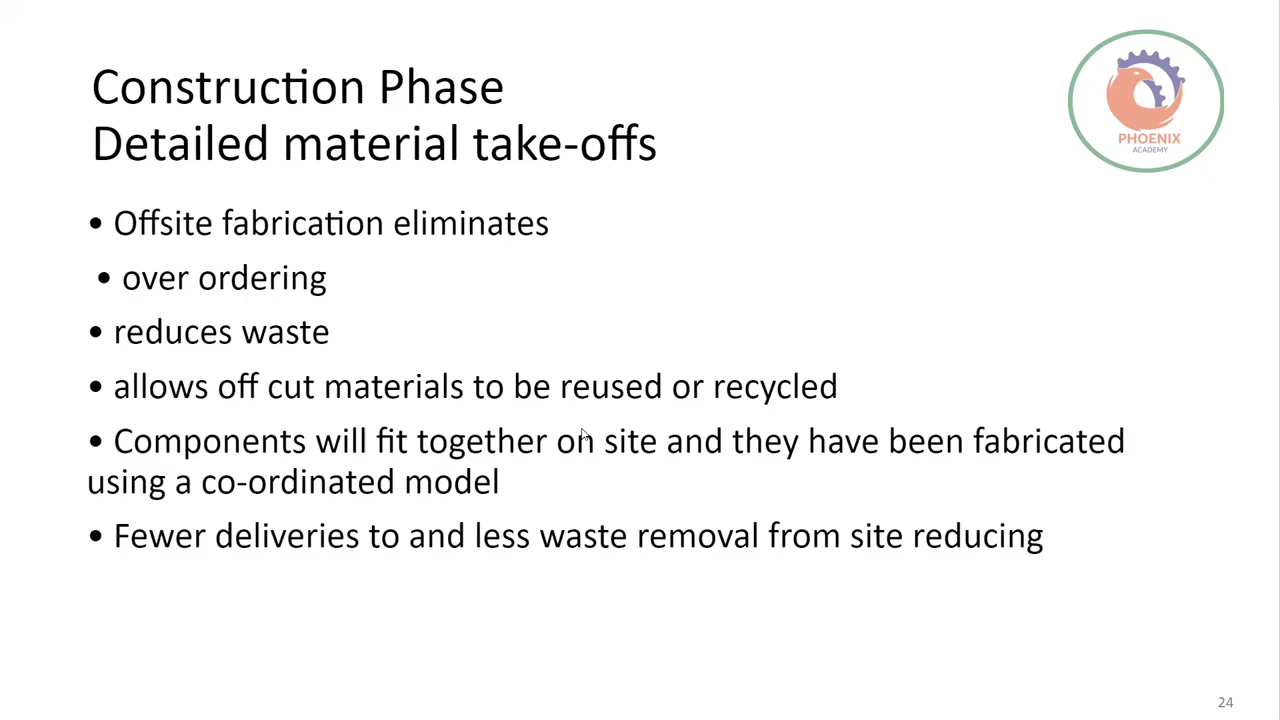 Construction Phase
Detailed material take-offs
PHOENIX
ACADEMY
• Offsite fabrication eliminates
• over ordering
• reduces waste
• allows off cut materials to be reused or recycled
• Components will fit together on site and they have been fabricated
using a co-ordinated model
• Fewer deliveries to and less waste removal from site reducing
24